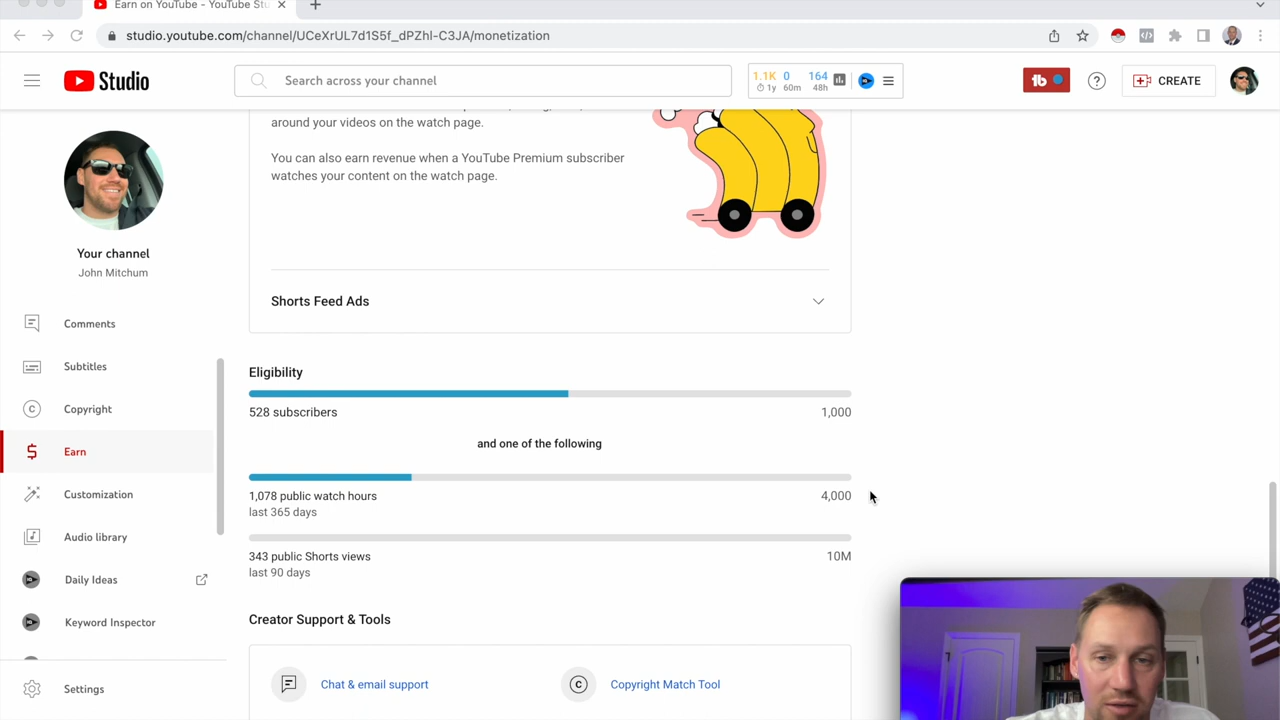 Earn on YouTube - YouTube Stu
studio.youtube.com/channel/UCeXrUL7d1S5f_dPZhl-C3JA/monetization
Studio
Search across your channel
1.1K 0 164
1y 60m 48h
tb
CREATE
around your videos on the watch page.
You can also earn revenue when a YouTube Premium subscriber
watches your content on the watch page.
Your channel
John Mitchum
Comments
Subtitles
Copyright
Earn
Customization
Audio library
Daily Ideas
Keyword Inspector
Settings
Shorts Feed Ads
Eligibility
528 subscribers 1,000
and one of the following
1,078 public watch hours 4,000
last 365 days
343 public Shorts views 10M
last 90 days
Creator Support & Tools
Chat & email support
Copyright Match Tool